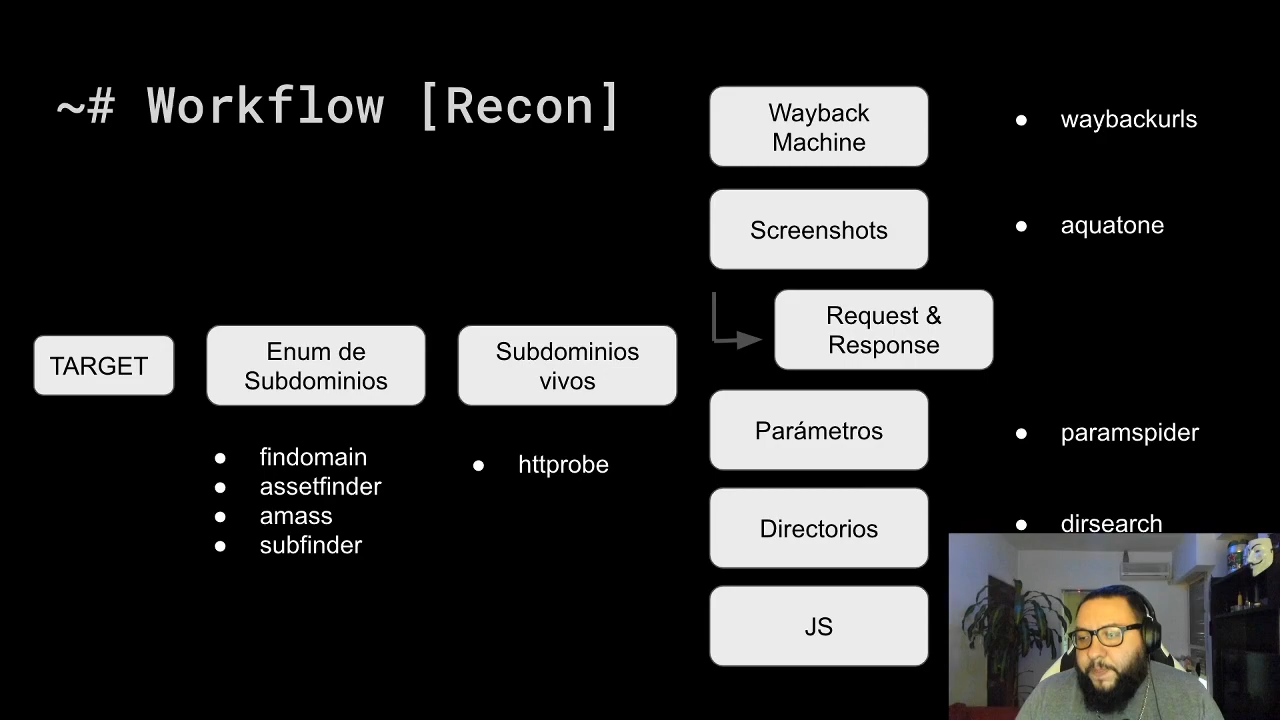 ~# Workflow [Recon]
Wayback
Machine
waybackurls
Screenshots
aquatone
Request &
Response
TARGET
Enum de
Subdominios
Subdominios
vivos
Parámetros
paramspider
findomain
assetfinder
amass
subfinder
httprobe
Directorios
dirsearch
JS